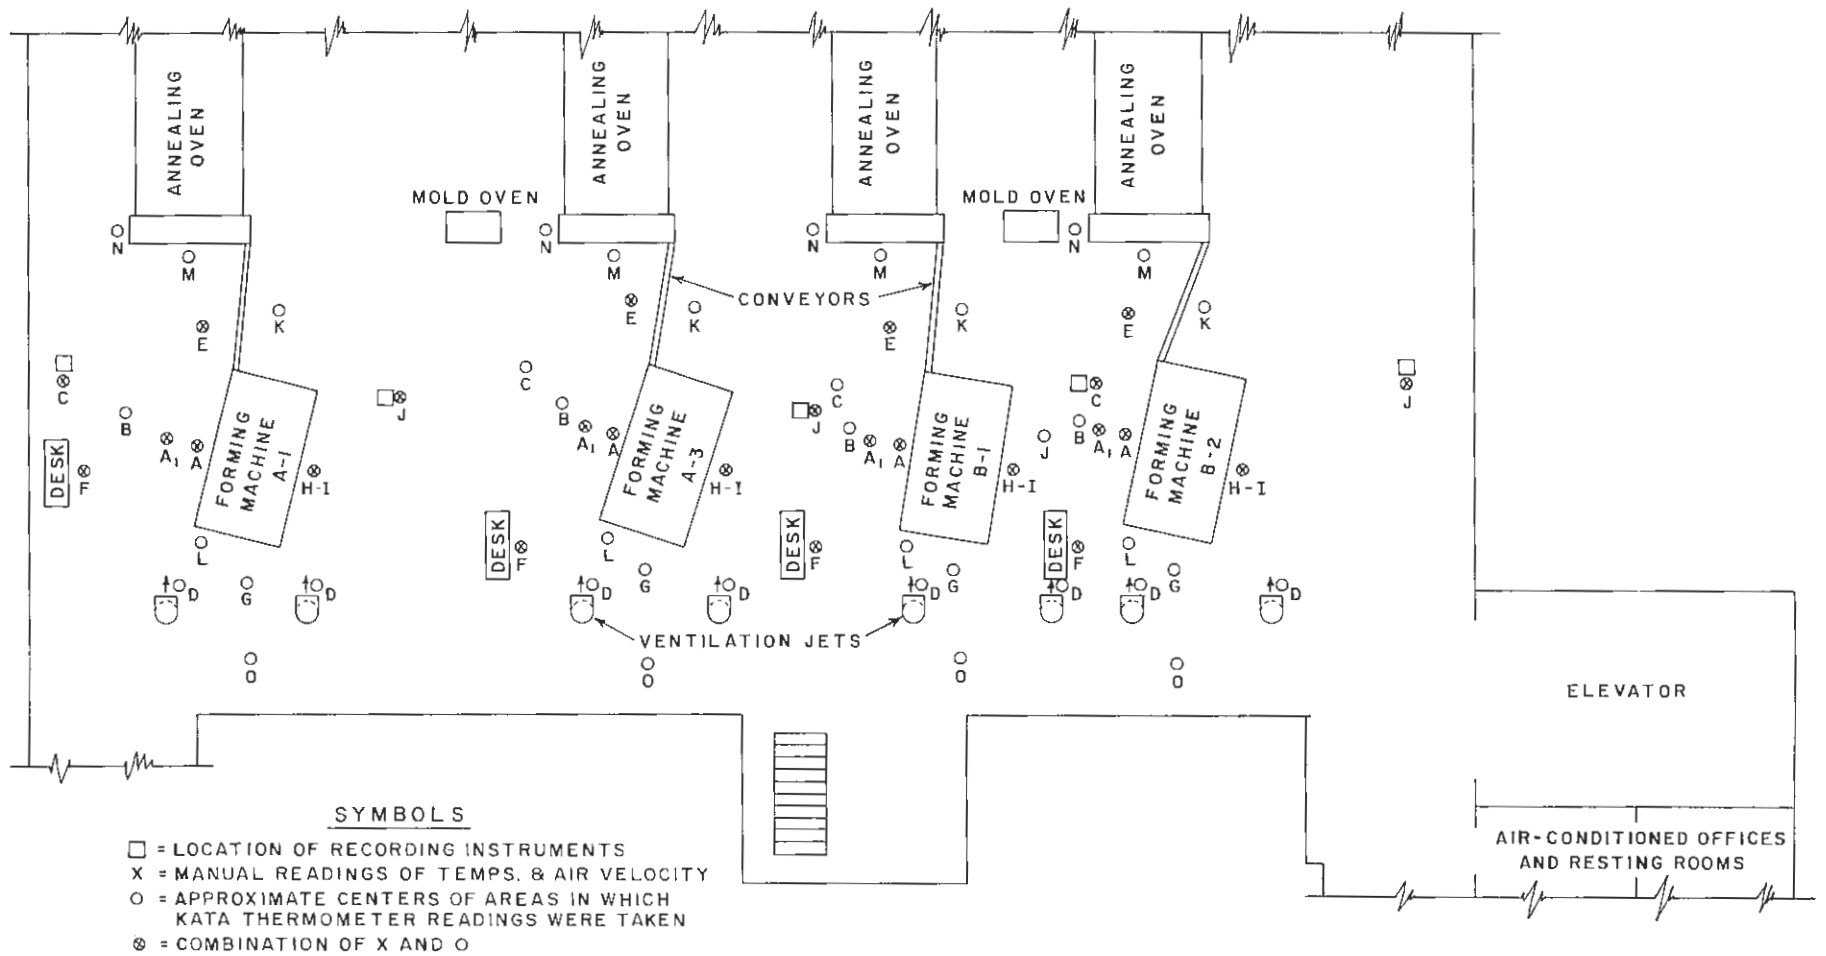 ANNEALING
OVEN
ANNEALING
OVEN
ANNEALING
OVEN
ANNEALING
OVEN
MOLD OVEN
MOLD OVEN
N
N
N
N
M
M
M
M
CONVEYORS
E
K
E
K
E
K
E
K
C
J
C
C
C
J
B
A1
A
B
A1
A
J
B
A1
A
J
B
A1
A
FORMING
MACHINE
A-1
FORMING
MACHINE
A-3
FORMING
MACHINE
B-1
FORMING
MACHINE
B-2
DESK
F
H-I
H-I
H-I
H-I
DESK
F
DESK
F
DESK
F
L
L
L
L
D
G
D
D
G
D
D
G
D
D
G
D
VENTILATION JETS
O
O
O
O
ELEVATOR
AIR-CONDITIONED OFFICES
AND RESTING ROOMS
SYMBOLS
□ = LOCATION OF RECORDING INSTRUMENTS
X = MANUAL READINGS OF TEMPS. & AIR VELOCITY
O = APPROXIMATE CENTERS OF AREAS IN WHICH
KATA THERMOMETER READINGS WERE TAKEN
⊗ = COMBINATION OF X AND O